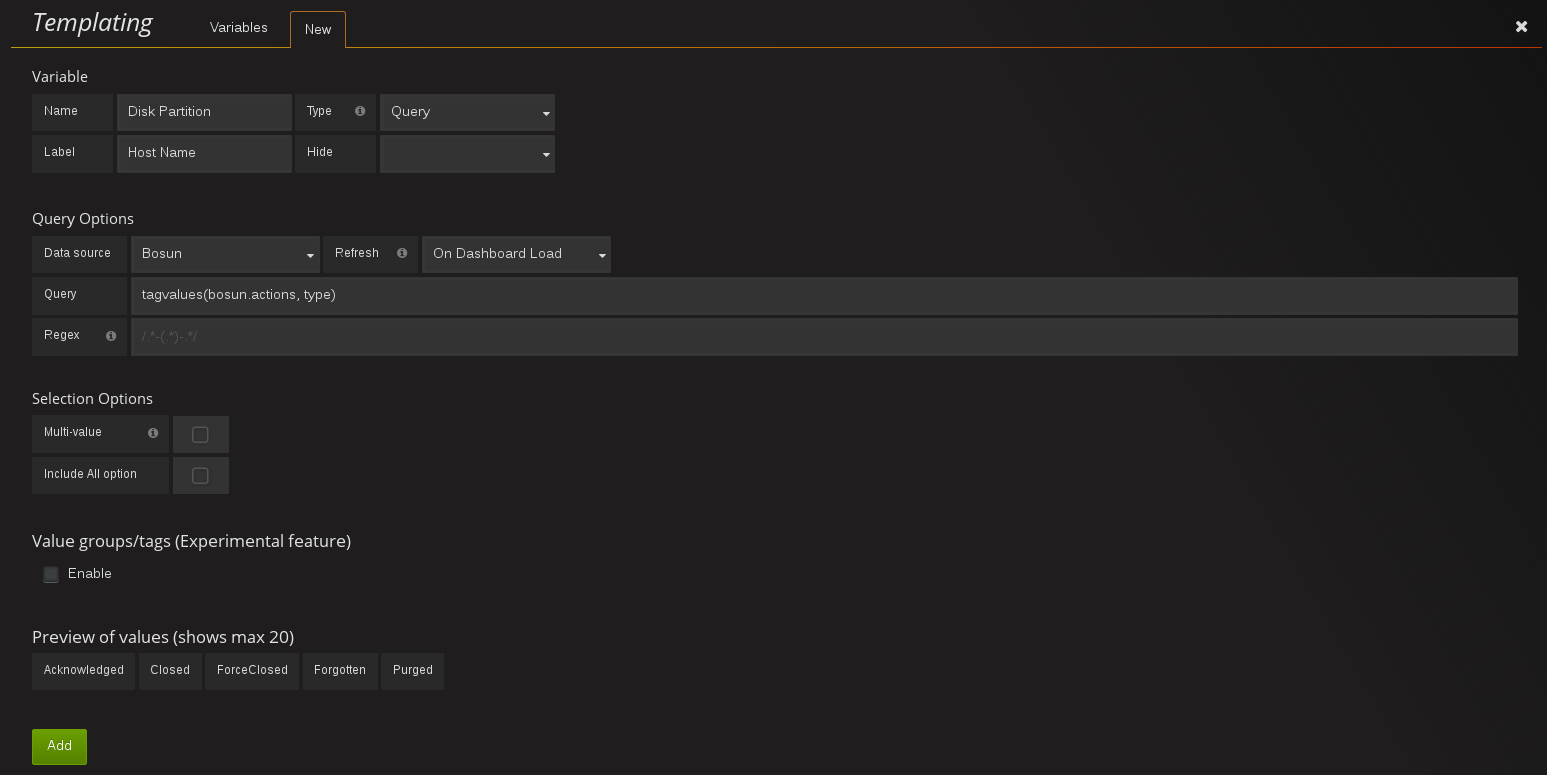 Templating Variables New
Variable
Name Disk Partition Type Query
Label Host Name Hide
Query Options
Data source Bosun Refresh On Dashboard Load
Query tagvalues(bosun.actions, type)
Regex /.*-(.*)-.*/
Selection Options
Multi-value
Include All option
Value groups/tags (Experimental feature)
Enable
Preview of values (shows max 20)
Acknowledged Closed ForceClosed Forgotten Purged
Add